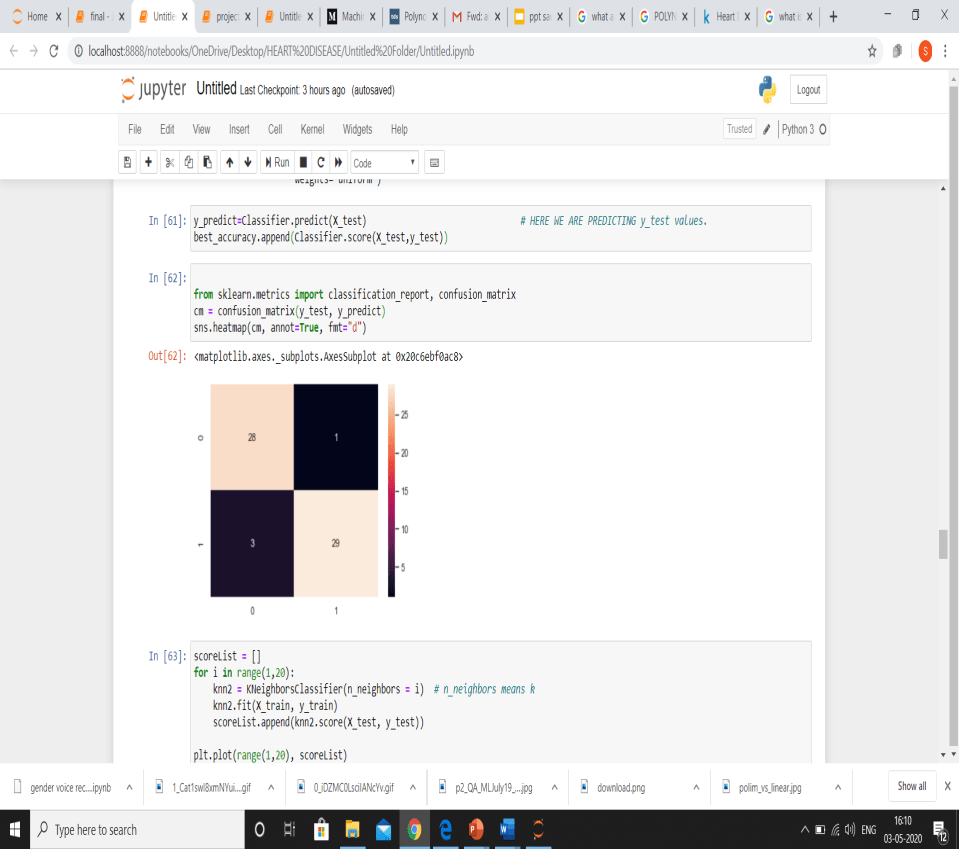 Home
final -
Untitle
project
Untitle
Machi
Polync
Fwd: a
ppt sa
what a
POLYN
Heart
what is
localhost:8888/notebooks/OneDrive/Desktop/HEART%20DISEASE/Untitled%20Folder/Untitled.ipynb
S
jupyter Untitled Last Checkpoint: 3 hours ago (autosaved)
Logout
File Edit View Insert Cell Kernel Widgets Help
Trusted Python 3
Run
Code
weights='uniform')
In [61]: y_predict=Classifier.predict(X_test) # HERE WE ARE PREDICTING y_test values.
best_accuracy.append(Classifier.score(X_test,y_test))
In [62]:
from sklearn.metrics import classification_report, confusion_matrix
cm = confusion_matrix(y_test, y_predict)
sns.heatmap(cm, annot=True, fmt="d")
Out[62]: <matplotlib.axes._subplots.AxesSubplot at 0x20c6ebf0ac8>
25
0 28 1
20
15
10
1 3 29
5
0 1
In [63]: scoreList = []
for i in range(1,20):
knn2 = KNeighborsClassifier(n_neighbors = i) # n_neighbors means k
knn2.fit(X_train, y_train)
scoreList.append(knn2.score(X_test, y_test))
plt.plot(range(1,20), scoreList)
gender voice rec....ipynb
1_Cat1swl8xmNYui....gif
0_iDZMC0LsciIANcYv.gif
p2_QA_MLJuly19_...jpg
download.png
polim_vs_linear.jpg
Show all
Type here to search
ENG
16:10
03-05-2020
12